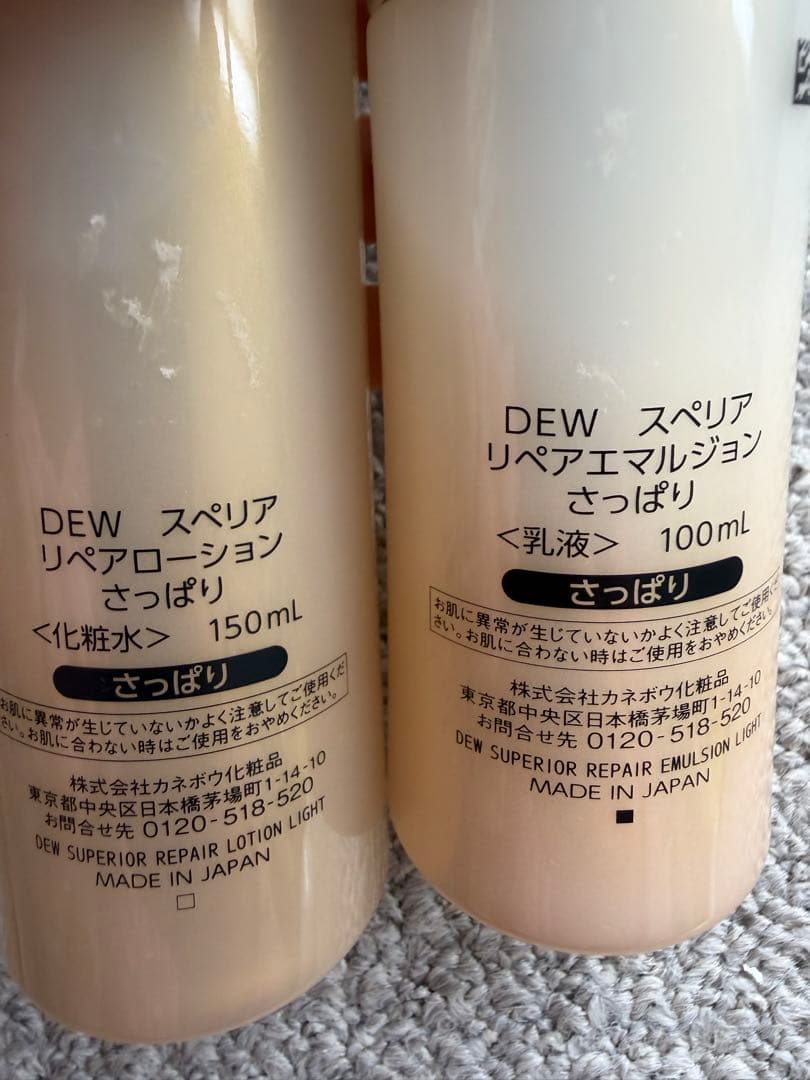 DEW スペリア
リペアローション
さっぱり
<化粧水> 150mL
さっぱり
お肌に異常が生じていないかよく注意してご使用くだ
さい。お肌に合わない時はご使用をおやめください。
株式会社カネボウ化粧品
東京都中央区日本橋茅場町1-14-10
お問合せ先 0120-518-520
DEW SUPERIOR REPAIR LOTION LIGHT
MADE IN JAPAN
DEW スペリア
リペアエマルジョン
さっぱり
<乳液> 100mL
さっぱり
お肌に異常が生じていないかよく注意してご使用くだ
さい。お肌に合わない時はご使用をおやめください。
株式会社カネボウ化粧品
東京都中央区日本橋茅場町1-14-10
お問合せ先 0120-518-520
DEW SUPERIOR REPAIR EMULSION LIGHT
MADE IN JAPAN